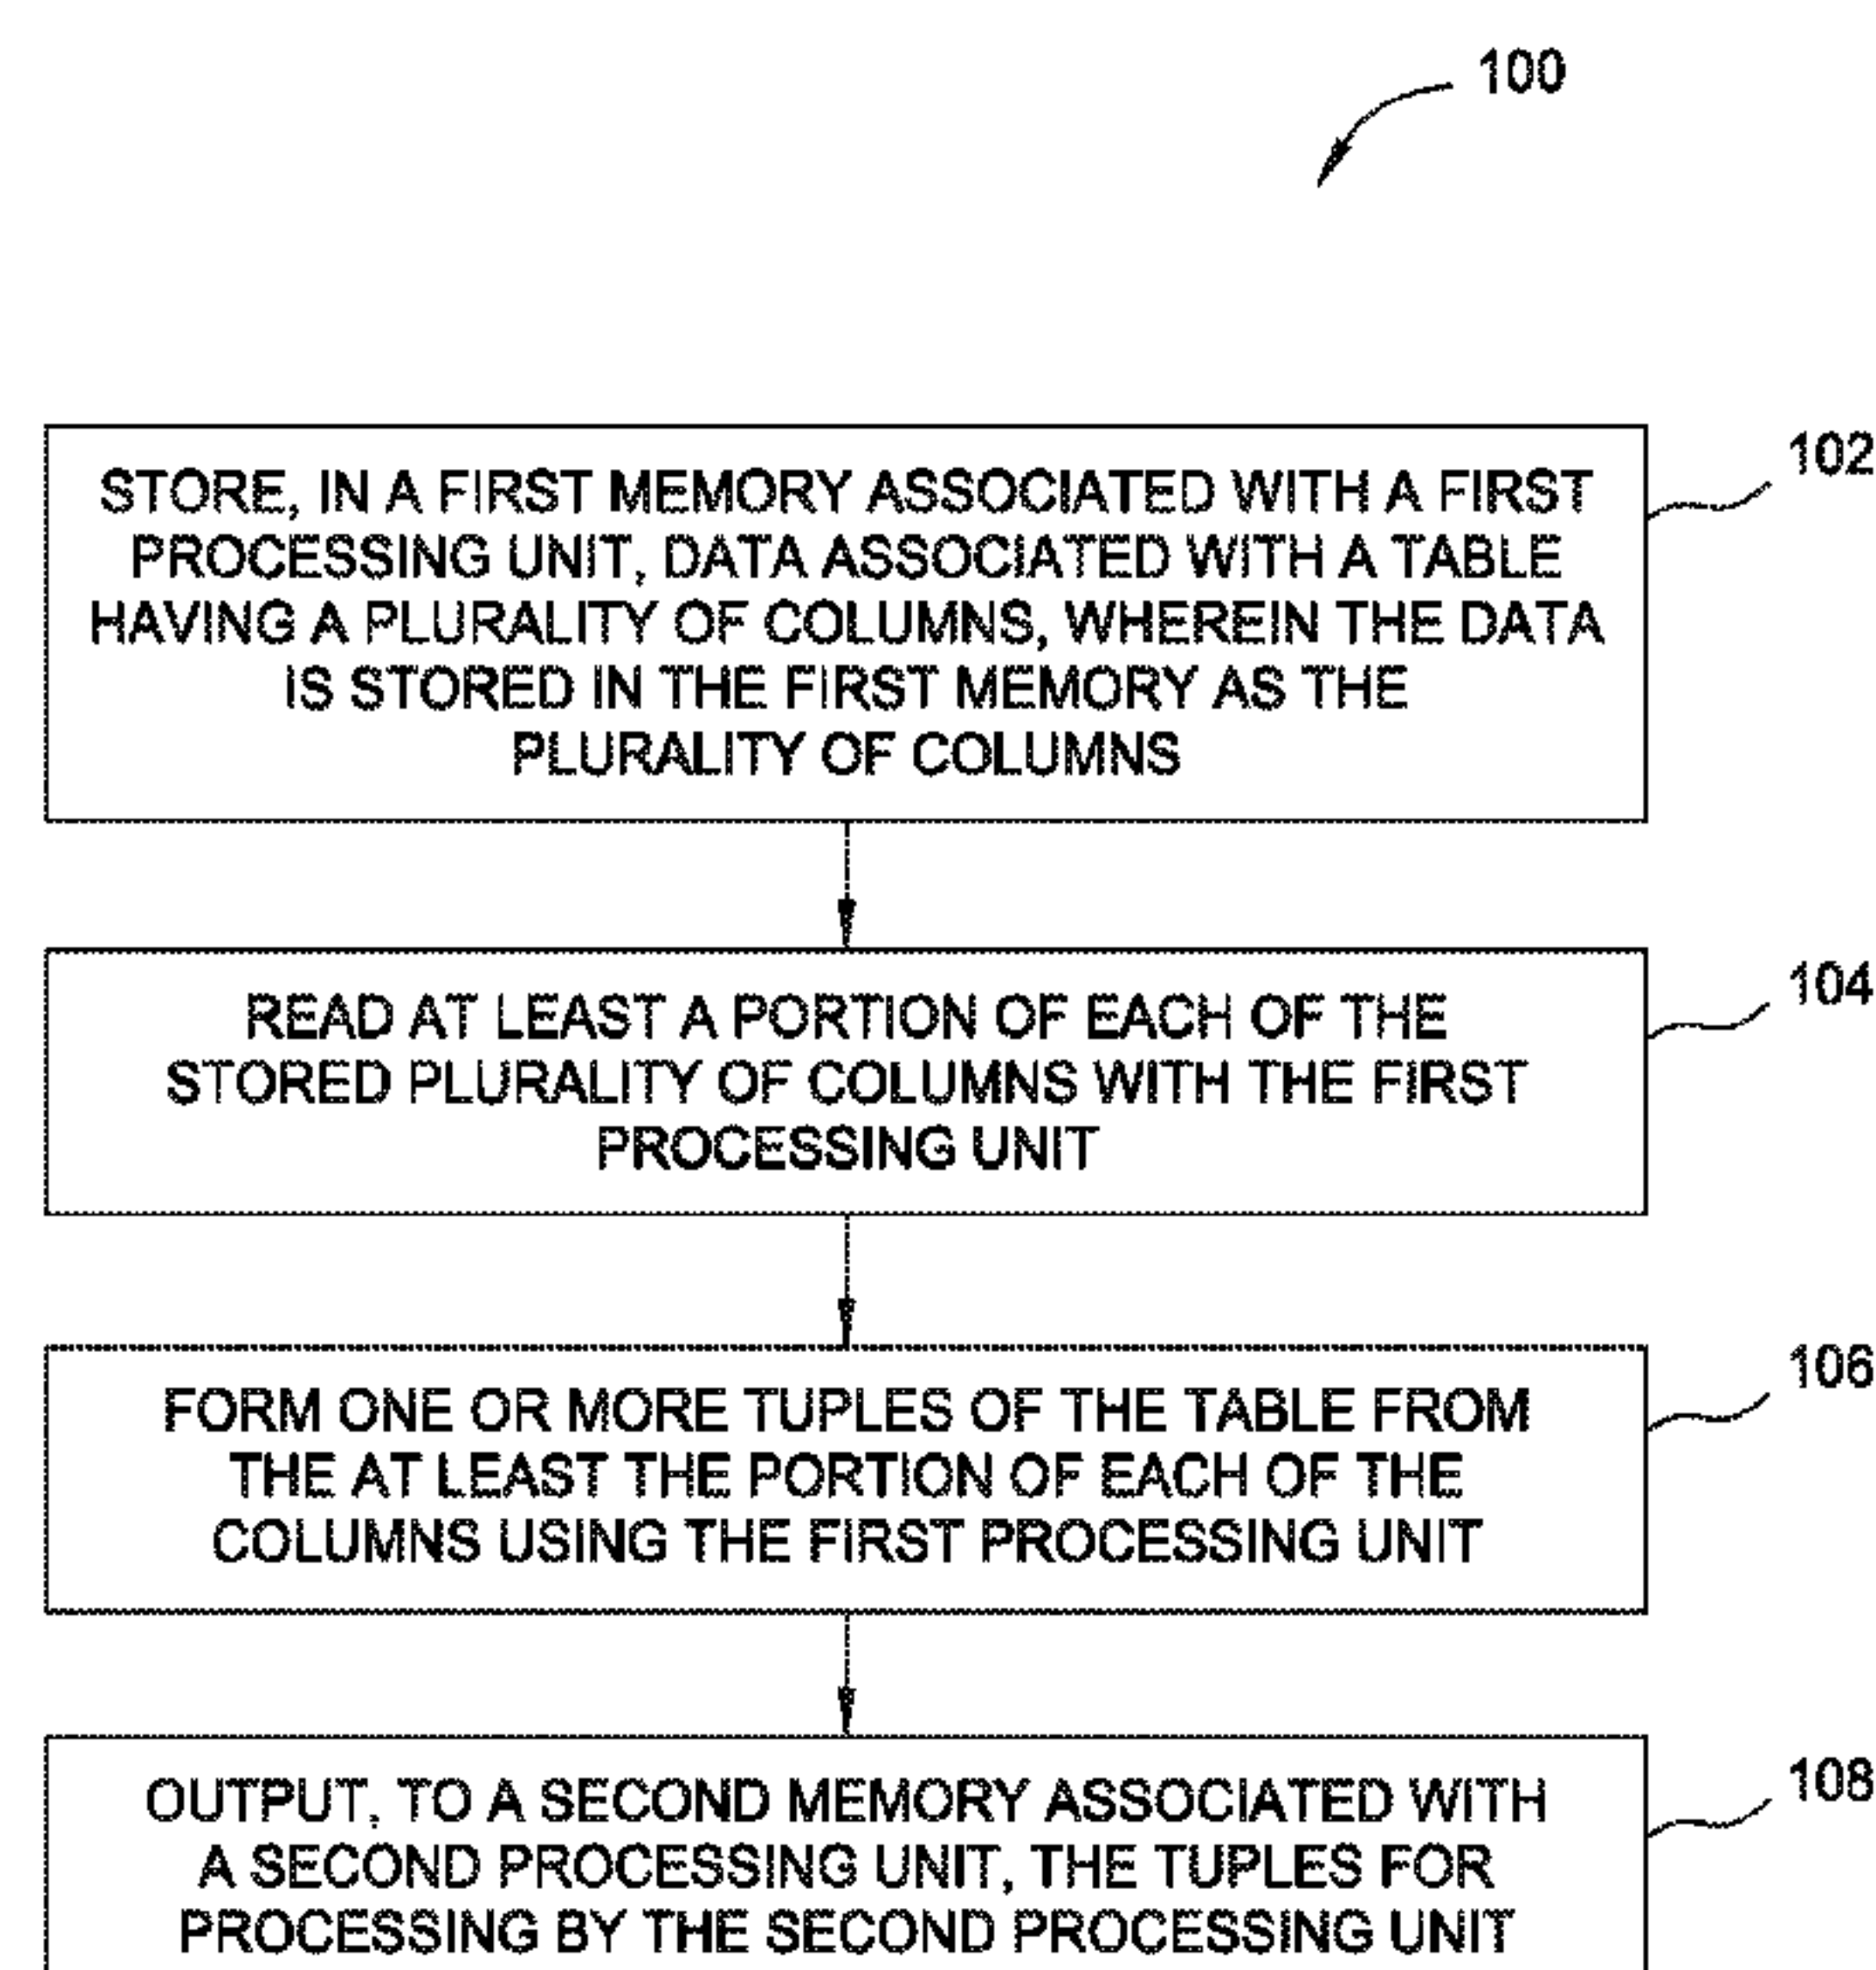 100
STORE, IN A FIRST MEMORY ASSOCIATED WITH A FIRST
PROCESSING UNIT, DATA ASSOCIATED WITH A TABLE
HAVING A PLURALITY OF COLUMNS, WHEREIN THE DATA
IS STORED IN THE FIRST MEMORY AS THE
PLURALITY OF COLUMNS
102
READ AT LEAST A PORTION OF EACH OF THE
STORED PLURALITY OF COLUMNS WITH THE FIRST
PROCESSING UNIT
104
FORM ONE OR MORE TUPLES OF THE TABLE FROM
THE AT LEAST THE PORTION OF EACH OF THE
COLUMNS USING THE FIRST PROCESSING UNIT
106
OUTPUT, TO A SECOND MEMORY ASSOCIATED WITH
A SECOND PROCESSING UNIT, THE TUPLES FOR
PROCESSING BY THE SECOND PROCESSING UNIT
108